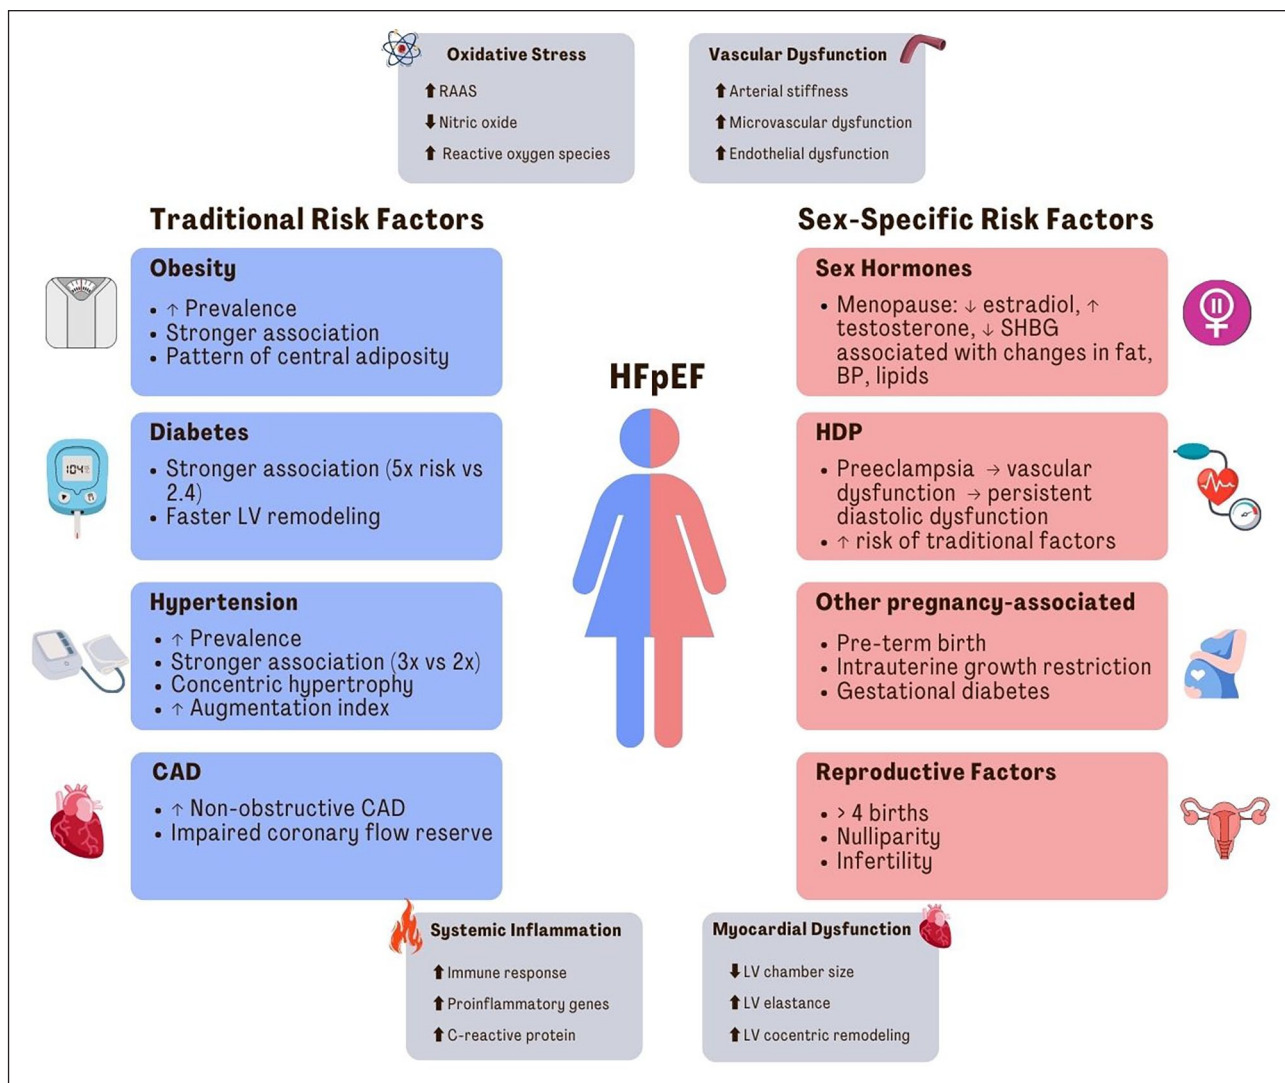 Oxidative Stress
↑ RAAS
↓ Nitric oxide
↑ Reactive oxygen species
Vascular Dysfunction
↑ Arterial stiffness
↑ Microvascular dysfunction
↑ Endothelial dysfunction
Traditional Risk Factors
Obesity
• ↑ Prevalence
• Stronger association
• Pattern of central adiposity
104
Diabetes
• Stronger association (5x risk vs
2.4)
• Faster LV remodeling
Hypertension
• ↑ Prevalence
• Stronger association (3x vs 2x)
• Concentric hypertrophy
• ↑ Augmentation index
CAD
• ↑ Non-obstructive CAD
• Impaired coronary flow reserve
HFpEF
Sex-Specific Risk Factors
Sex Hormones
• Menopause: ↓ estradiol, ↑
testosterone, ↓ SHBG
associated with changes in fat,
BP, lipids
HDP
• Preeclampsia → vascular
dysfunction → persistent
diastolic dysfunction
• ↑ risk of traditional factors
Other pregnancy-associated
• Pre-term birth
• Intrauterine growth restriction
• Gestational diabetes
Reproductive Factors
• > 4 births
• Nulliparity
• Infertility
Systemic Inflammation
↑ Immune response
↑ Proinflammatory genes
↑ C-reactive protein
Myocardial Dysfunction
↓ LV chamber size
↑ LV elastance
↑ LV cocentric remodeling